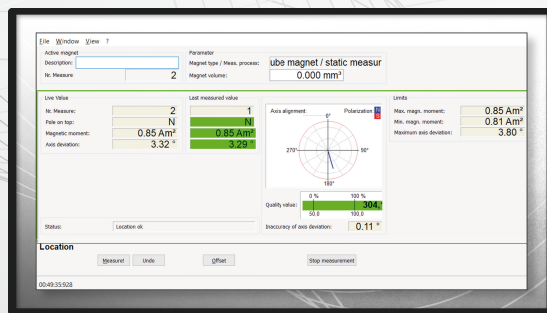 File Window View ?
Active magnet
Description:
Nr. Measure 2
Parameter
Magnet type / Meas. process: ube magnet / static measur
Magnet volume: 0.000 mm³
Live Value
Nr. Measure: 2
Pole on top: N
Magnetic moment: 0.85 Am²
Axis deviation: 3.32 °
Last measured value
1
N
0.85 Am²
3.29 °
Axis alignment
Polarization N
S
0°
270°
90°
180°
0 % 100 %
Quality value: 304,
50.0 100.0
Inaccuracy of axis deviation: 0.11 °
Limits
Max. magn. moment: 0.85 Am²
Min. magn. moment: 0.81 Am²
Maximum axis deviation: 3.80 °
Status: Location ok
Location
Measure! Undo Offset Stop measurement
00:49:35:928